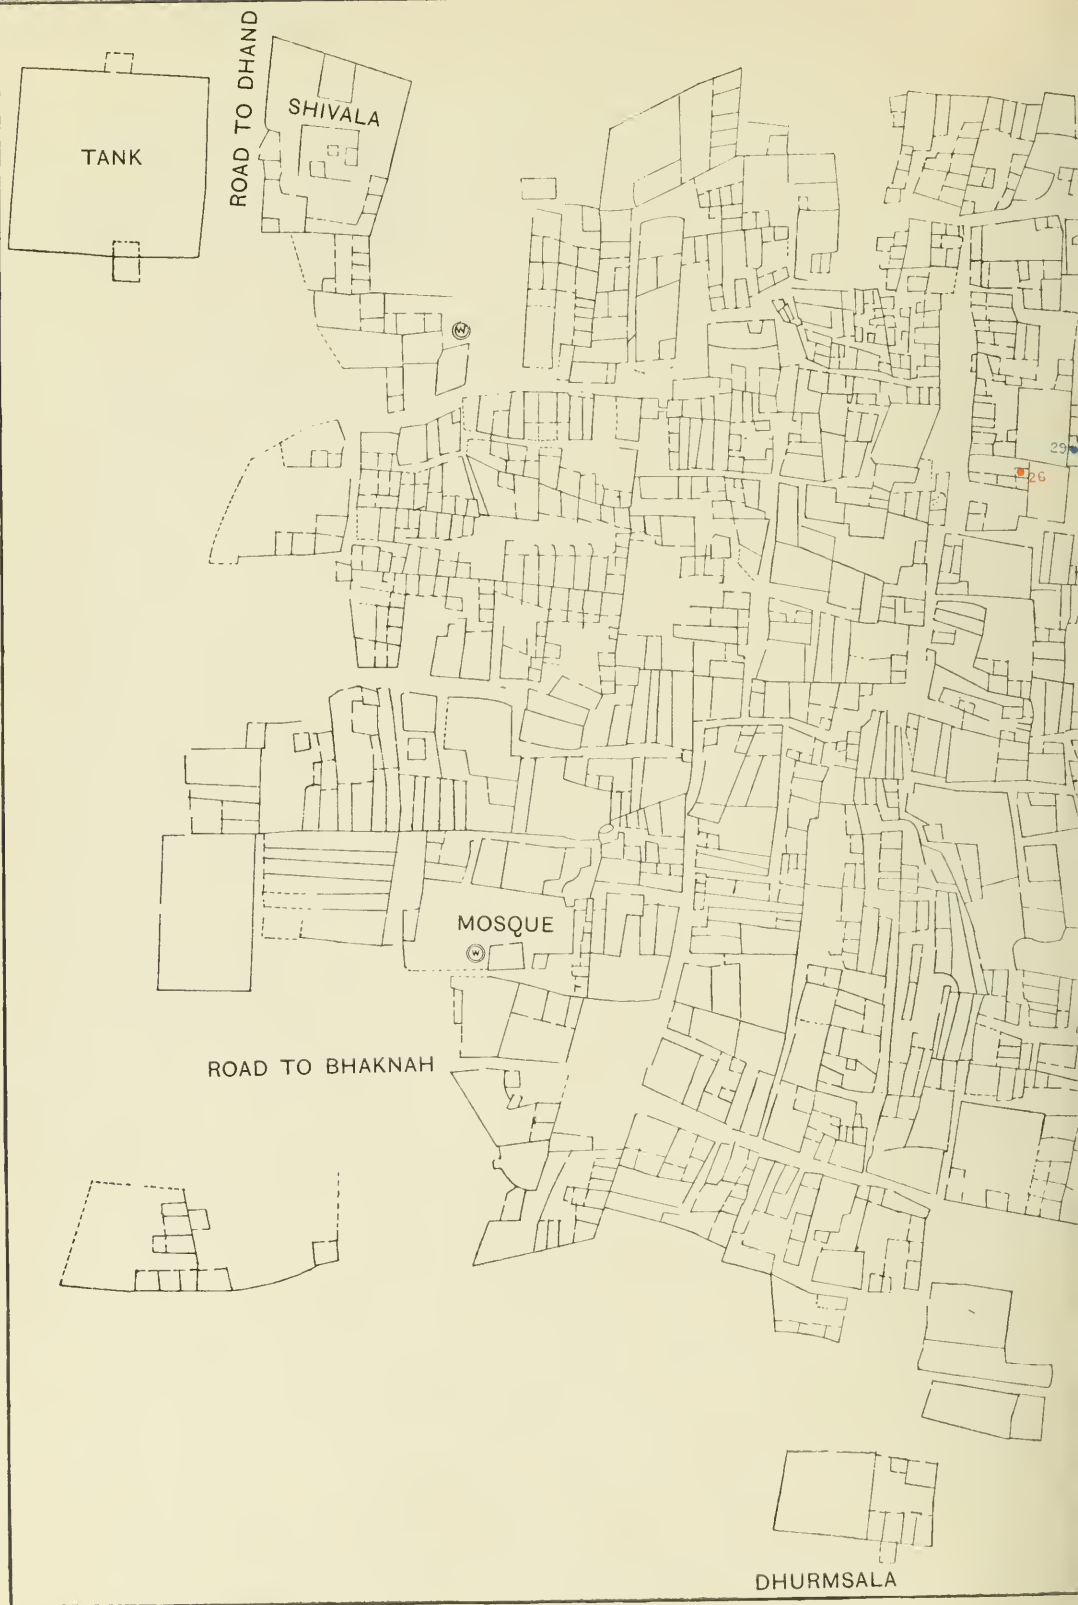 ROAD TO DHAND
SHIVALA
TANK
W
29
26
MOSQUE
W
ROAD TO BHAKNAH
DHURMSALA